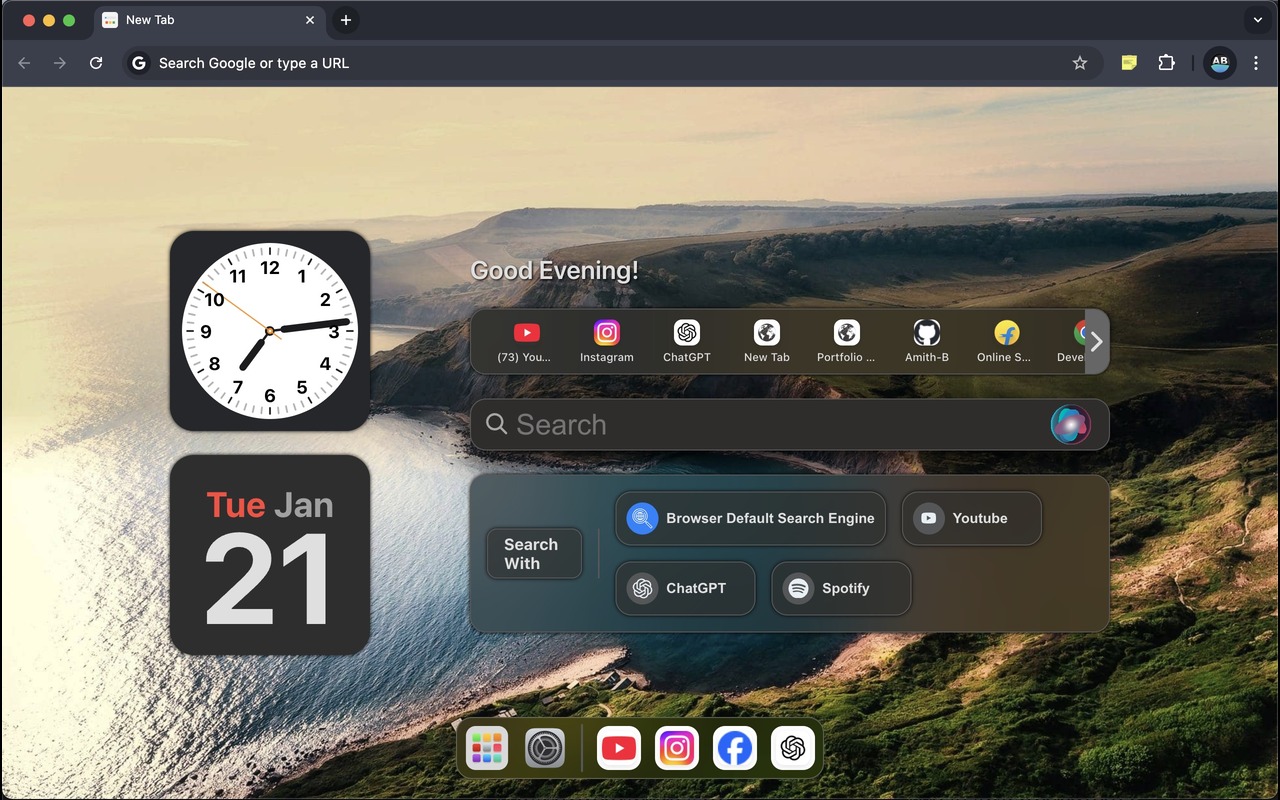 New Tab
Search Google or type a URL
AB
12
11
1
10
2
9
3
8
4
7
5
6
Good Evening!
(73) You...
Instagram
ChatGPT
New Tab
Portfolio ...
Amith-B
Online S...
Deve
Search
Tue Jan
21
Search With
Browser Default Search Engine
Youtube
ChatGPT
Spotify